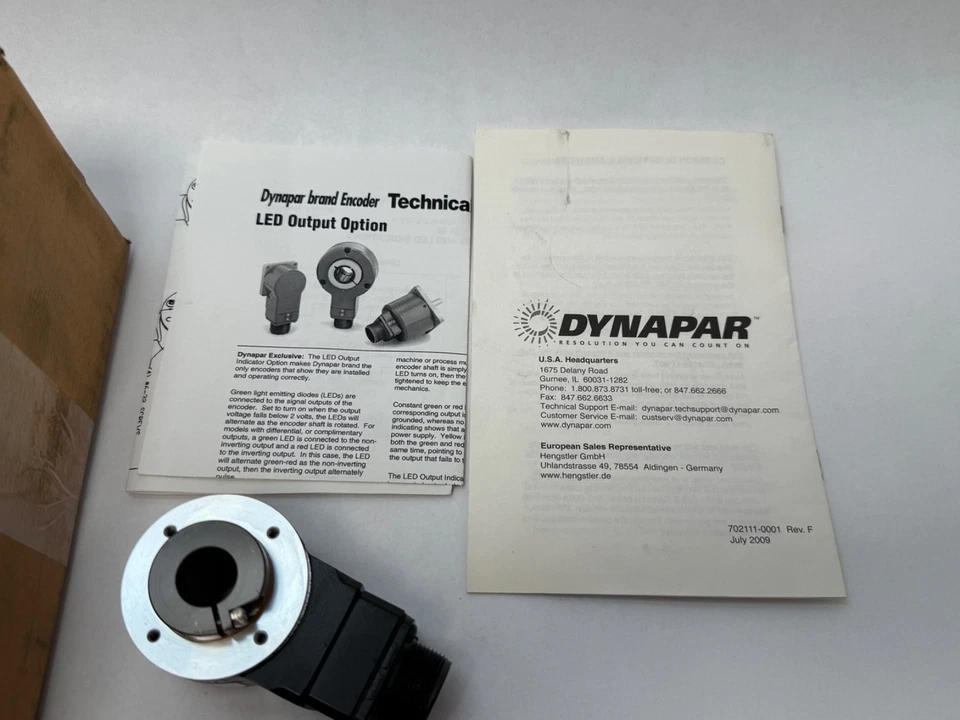 Dynapar brand Encoder Technica
LED Output Option
Dynapar Exclusive: The LED Output
Indicator Option makes Dynapar brand the
only encoders that show they are installed
and operating correctly.
Green light emitting diodes (LEDs) are
connected to the signal outputs of the
encoder. Set to turn on when the output
voltage falls below 2 volts, the LEDs will
alternate as the encoder shaft is rotated. For
models with differential, or complimentary
outputs, a green LED is connected to the non-
inverting output and a red LED is connected
to the inverting output. In this case, the LED
will alternate green-red as the non-inverting
output, then the inverting output alternately
pulse
machine or process m
encoder shaft is simply
LED turns on, then the
tightened to keep the e
mechanics.
Constant green or red
corresponding output i
grounded, whereas no
indicating shows that a
power supply. Yellow
both the green and red
same time, pointing to
the output that fails to t
The LED Output Indica
DYNAPAR™
RESOLUTION YOU CAN COUNT ON
U.S.A. Headquarters
1675 Delany Road
Gurnee, IL 60031-1282
Phone: 1.800.873.8731 toll-free; or 847.662.2666
Fax: 847.662.6633
Technical Support E-mail: dynapar.techsupport@dynapar.com
Customer Service E-mail: custserv@dynapar.com
www.dynapar.com
European Sales Representative
Hengstler GmbH
Uhlandstrasse 49, 78554 Aldingen - Germany
www.hengstler.de
702111-0001 Rev. F
July 2009